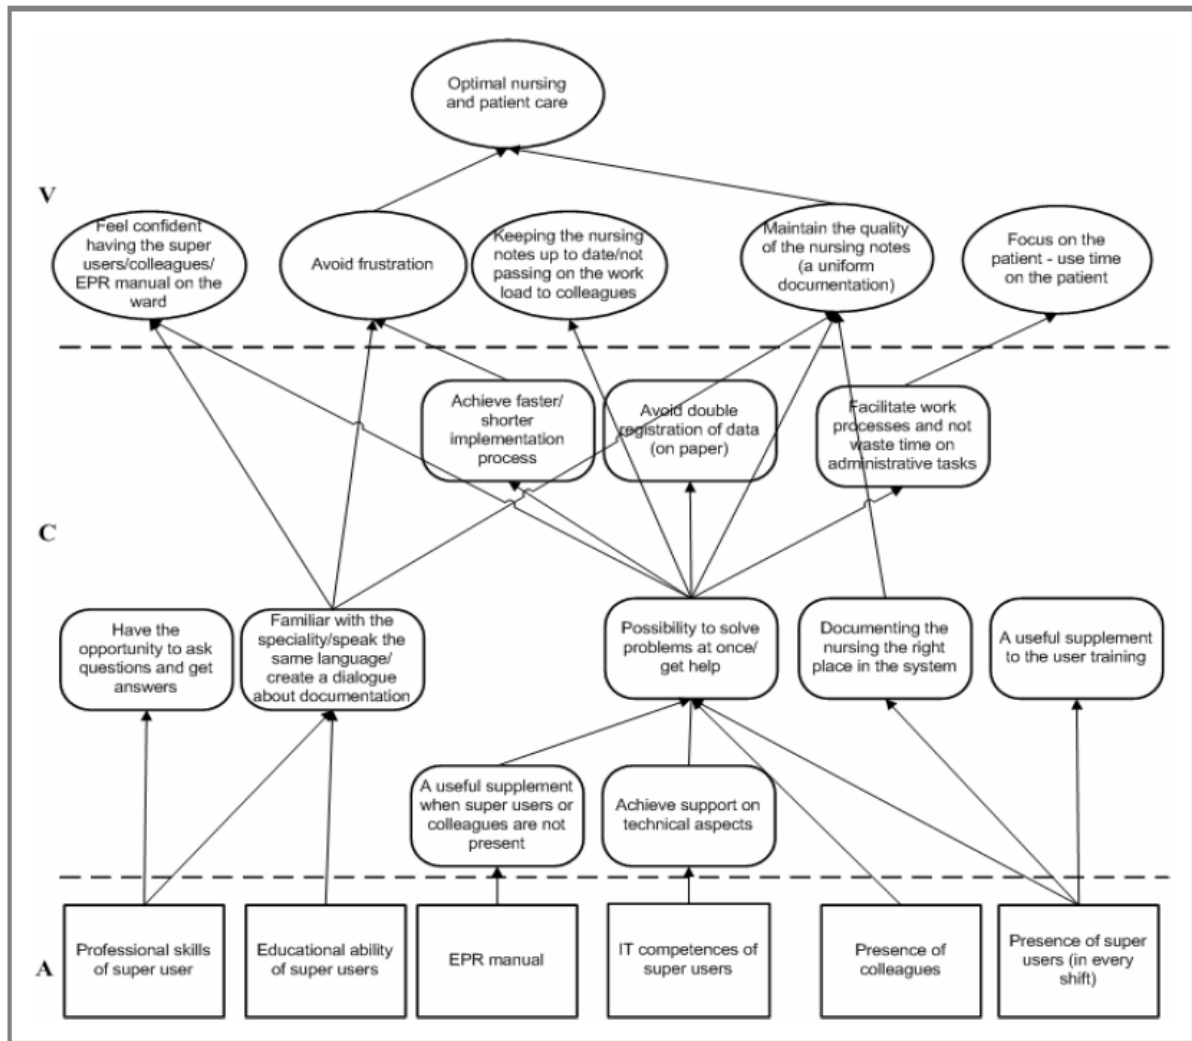 Optimal nursing
and patient care
V
Feel confident
having the super
users/colleagues/
EPR manual on the
ward
Avoid frustration
Keeping the nursing
notes up to date/not
passing on the work
load to colleagues
Maintain the quality
of the nursing notes
(a uniform
documentation)
Focus on the
patient - use time
on the patient
Achieve faster/
shorter
implementation
process
Avoid double
registration of data
(on paper)
Facilitate work
processes and not
waste time on
administrative tasks
C
Have the
opportunity to ask
questions and get
answers
Familiar with the
speciality/speak the
same language/
create a dialogue
about documentation
Possibility to solve
problems at once/
get help
Documenting the
nursing the right
place in the system
A useful supplement
to the user training
A useful supplement
when super users or
colleagues are not
present
Achieve support on
technical aspects
A
Professional skills
of super user
Educational ability
of super users
EPR manual
IT competences of
super users
Presence of
colleagues
Presence of super
users (in every
shift)